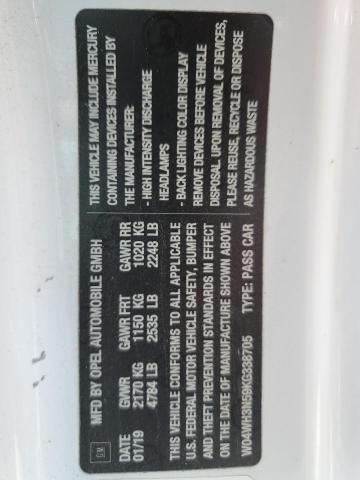 GM
MFD BY OPEL AUTOMOBILE GMBH
DATE GVWR GAWR FRT GAWR RR
01/19 2170 KG 1150 KG 1020 KG
4784 LB 2535 LB 2248 LB
THIS VEHICLE CONFORMS TO ALL APPLICABLE
U.S. FEDERAL MOTOR VEHICLE SAFETY, BUMPER
AND THEFT PREVENTION STANDARDS IN EFFECT
ON THE DATE OF MANUFACTURE SHOWN ABOVE
W04WH3N59KG338705 TYPE: PASS CAR
THIS VEHICLE MAY INCLUDE MERCURY
CONTAINING DEVICES INSTALLED BY
THE MANUFACTURER:
- HIGH INTENSITY DISCHARGE
HEADLAMPS
- BACK LIGHTING COLOR DISPLAY
REMOVE DEVICES BEFORE VEHICLE
DISPOSAL, UPON REMOVAL OF DEVICES,
PLEASE REUSE, RECYCLE OR DISPOSE
AS HAZARDOUS WASTE